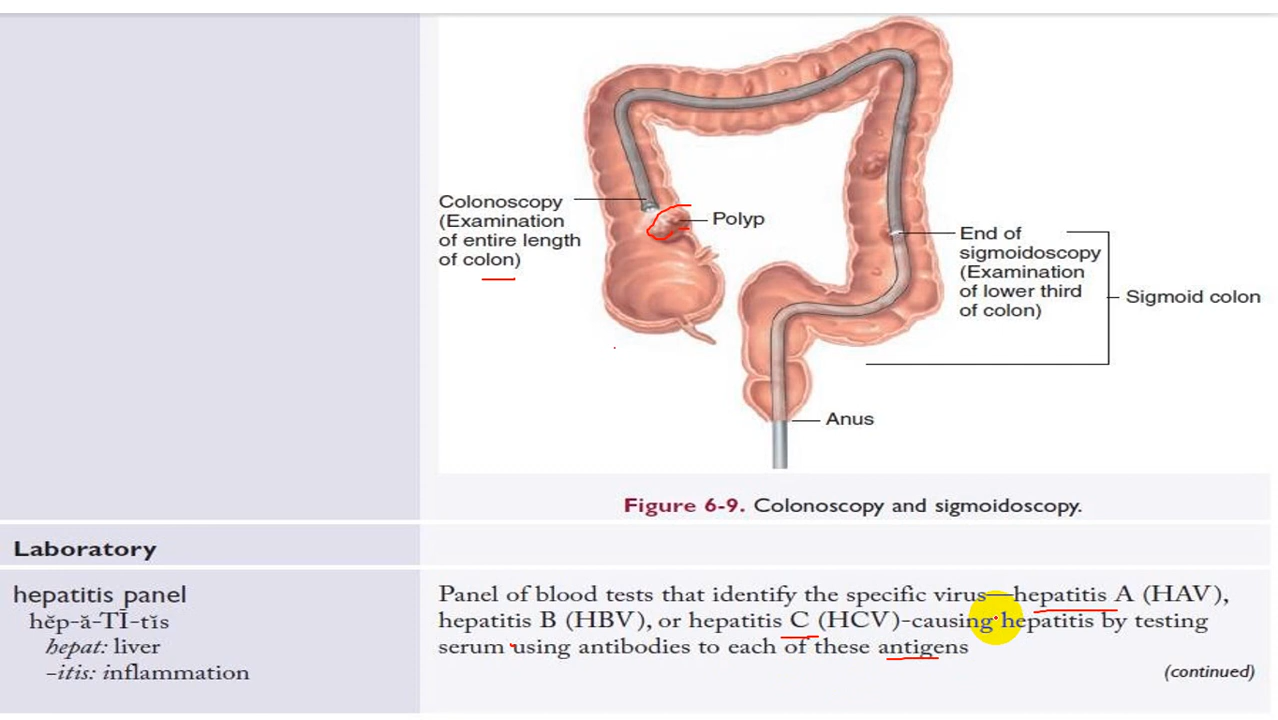 Colonoscopy
(Examination
of entire length
of colon)
Polyp
End of
sigmoidoscopy
(Examination
of lower third
of colon)
Sigmoid colon
Anus
Figure 6-9. Colonoscopy and sigmoidoscopy.
Laboratory
hepatitis panel
hĕp-ă-TĪ-tĭs
hepat: liver
–itis: inflammation
Panel of blood tests that identify the specific virus—hepatitis A (HAV),
hepatitis B (HBV), or hepatitis C (HCV)-causing hepatitis by testing
serum using antibodies to each of these antigens
(continued)